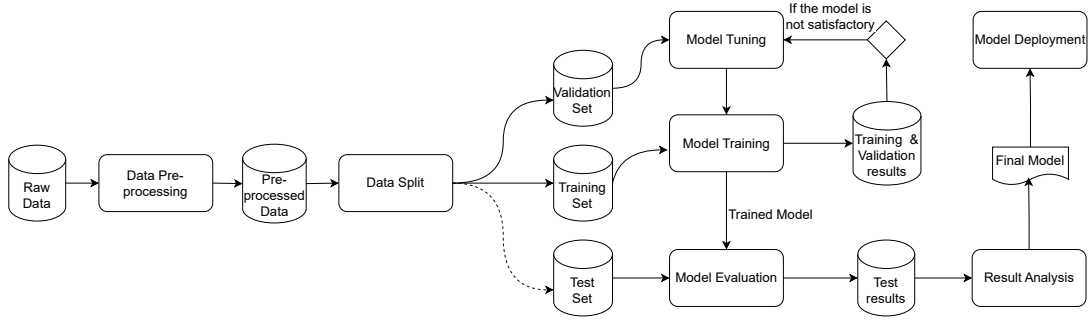 Raw
Data
Data Pre-
processing
Pre-
processed
Data
Data Split
Validation
Set
Training
Set
Test
Set
Model Tuning
If the model is
not satisfactory
Model Training
Training &
Validation
results
Trained Model
Model Evaluation
Test
results
Result Analysis
Final Model
Model Deployment